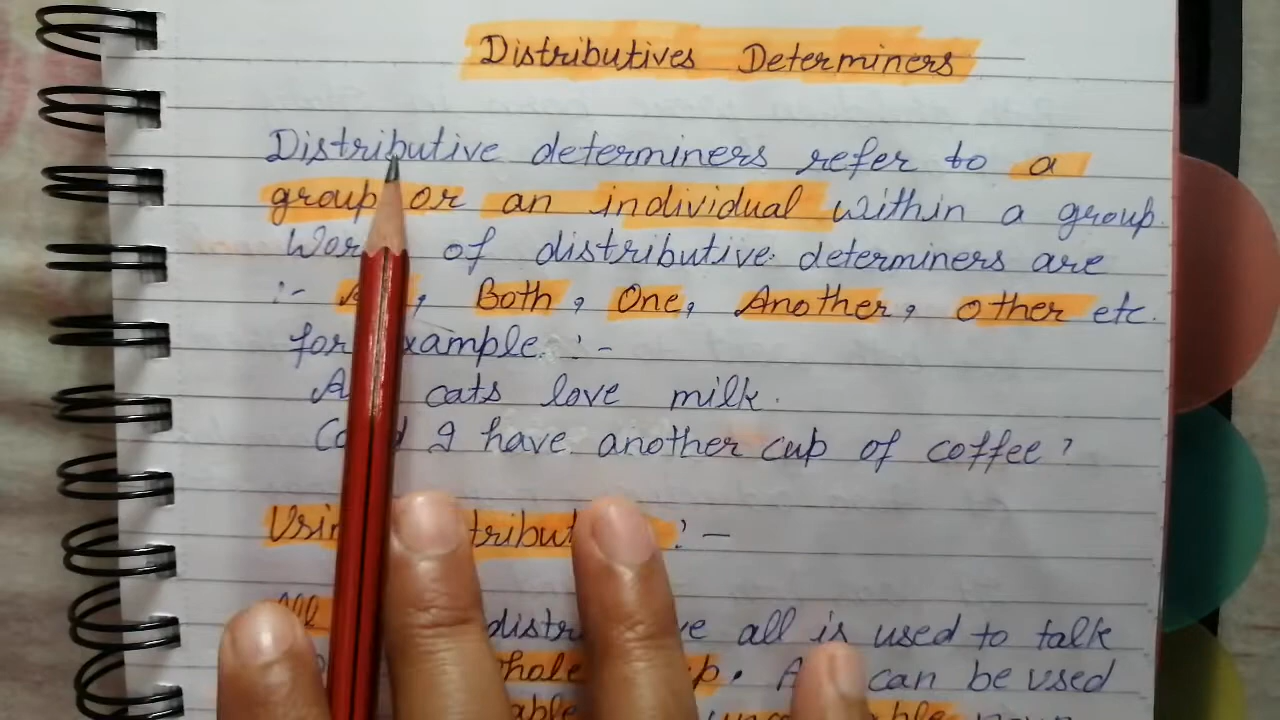 Distributives Determiners
Distributive determiners refer to a
group or an individual within a group.
of distributive determiners are
:- Both, One, Another, other etc.
for example :-
cats love milk.
I have another cup of coffee?
:-
All all is used to talk
can be used